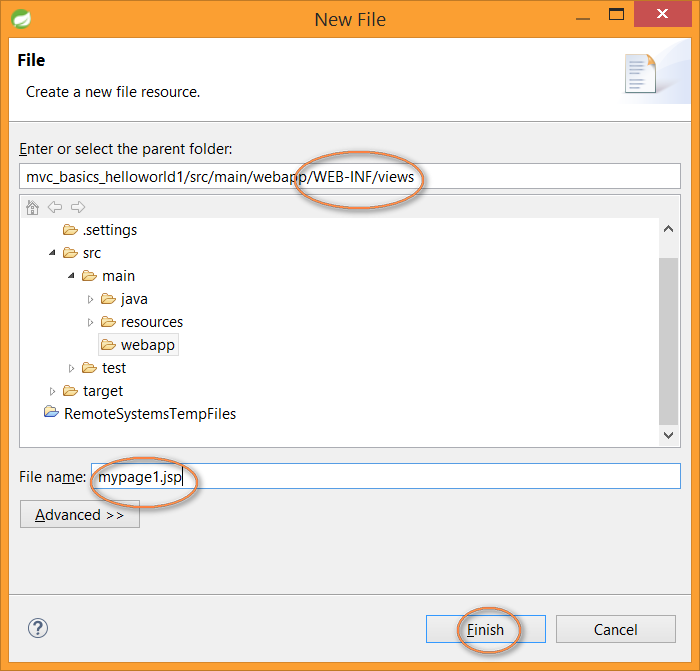 New File
File
Create a new file resource.
Enter or select the parent folder:
mvc_basics_helloworld1/src/main/webapp/WEB-INF/views
.settings
src
main
java
resources
webapp
test
target
RemoteSystemsTempFiles
File name: mypage1.jsp
Advanced >>
? Finish Cancel